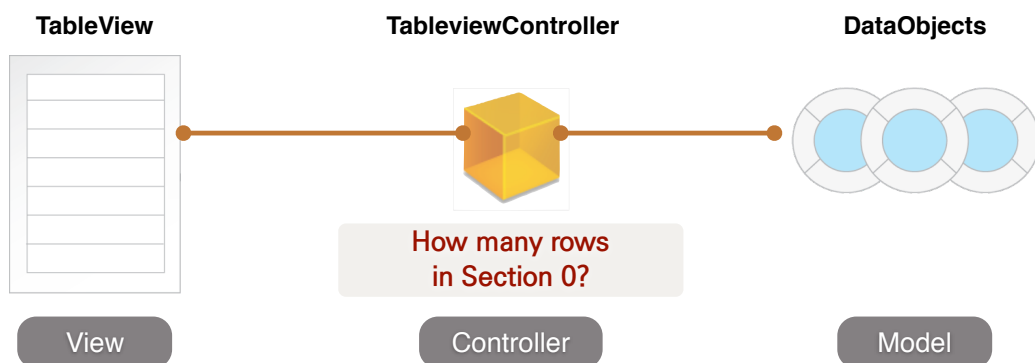 TableView
TableviewController
DataObjects
How many rows
in Section 0?
View
Controller
Model